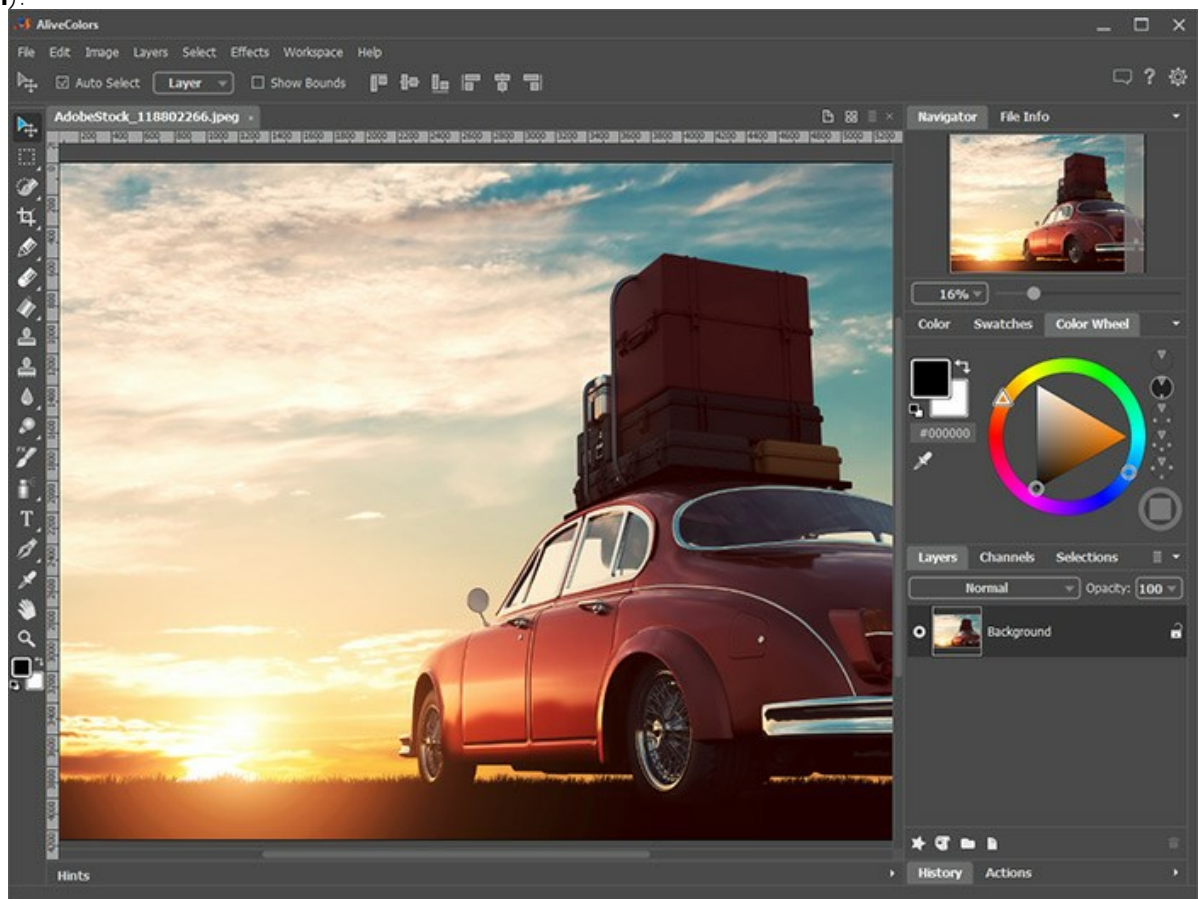 AliveColors
File Edit Image Layers Select Effects Workspace Help
Auto Select Layer Show Bounds
AdobeStock_118802266.jpeg
Navigator File Info
16%
Color Swatches Color Wheel
#000000
Layers Channels Selections
Normal Opacity: 100
Background
Hints
History Actions